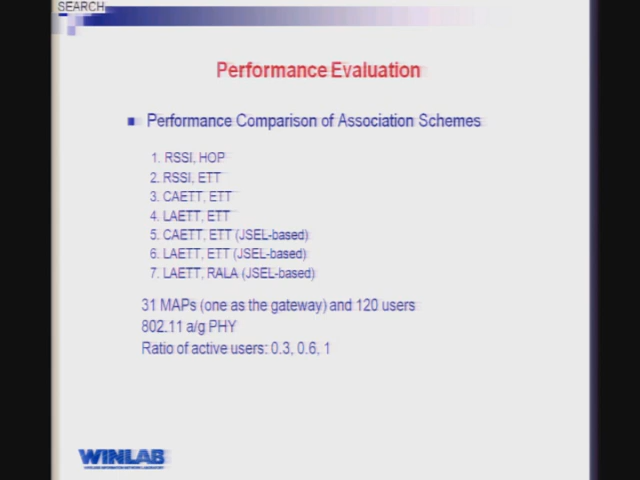 SEARCH
Performance Evaluation
Performance Comparison of Association Schemes
1. RSSI, HOP
2. RSSI, ETT
3. CAETT, ETT
4. LAETT, ETT
5. CAETT, ETT (JSEL-based)
6. LAETT, ETT (JSEL-based)
7. LAETT, RALA (JSEL-based)
31 MAPs (one as the gateway) and 120 users
802.11 a/g PHY
Ratio of active users: 0.3, 0.6, 1
WINLAB